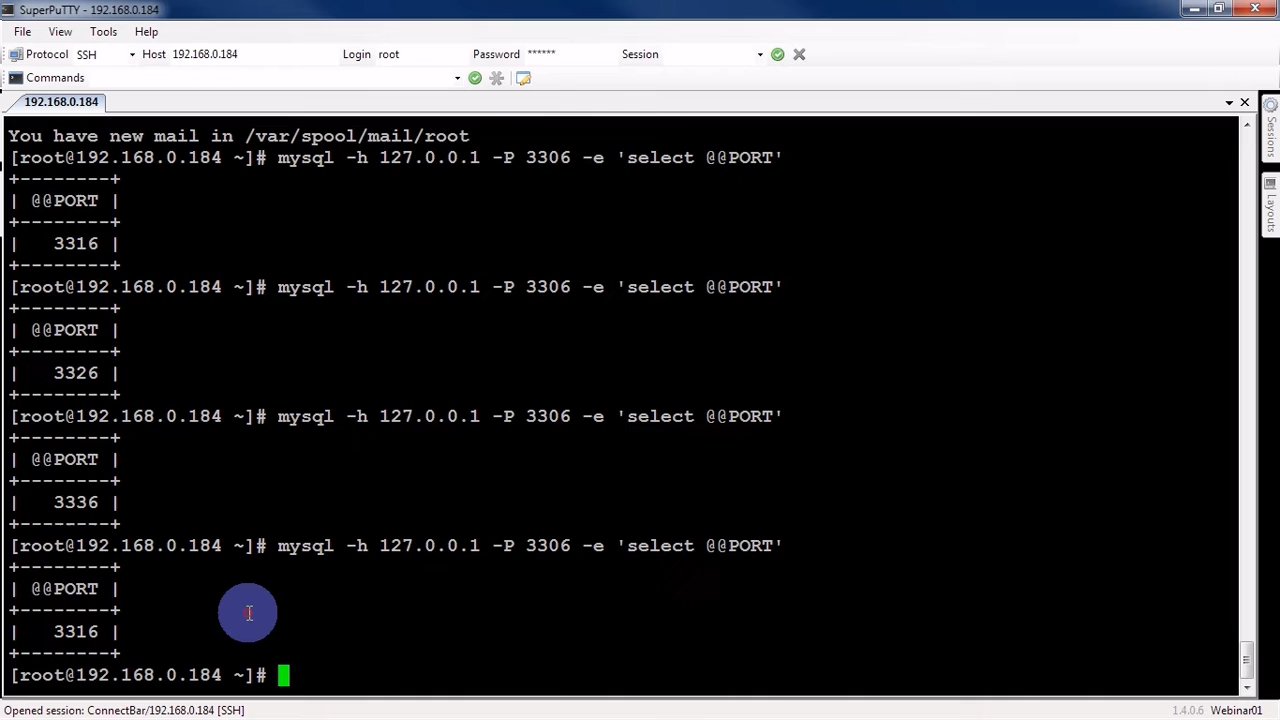 SuperPuTTY - 192.168.0.184
File View Tools Help
Protocol SSH Host 192.168.0.184 Login root Password ****** Session
Commands
192.168.0.184
You have new mail in /var/spool/mail/root
[root@192.168.0.184 ~]# mysql -h 127.0.0.1 -P 3306 -e 'select @@PORT'
+--------+
| @@PORT |
+--------+
|   3316 |
+--------+
[root@192.168.0.184 ~]# mysql -h 127.0.0.1 -P 3306 -e 'select @@PORT'
+--------+
| @@PORT |
+--------+
|   3326 |
+--------+
[root@192.168.0.184 ~]# mysql -h 127.0.0.1 -P 3306 -e 'select @@PORT'
+--------+
| @@PORT |
+--------+
|   3336 |
+--------+
[root@192.168.0.184 ~]# mysql -h 127.0.0.1 -P 3306 -e 'select @@PORT'
+--------+
| @@PORT |
+--------+
|   3316 |
+--------+
[root@192.168.0.184 ~]#
Sessions
Layouts
Opened session: ConnectBar/192.168.0.184 [SSH] 1.4.0.6 Webinar01